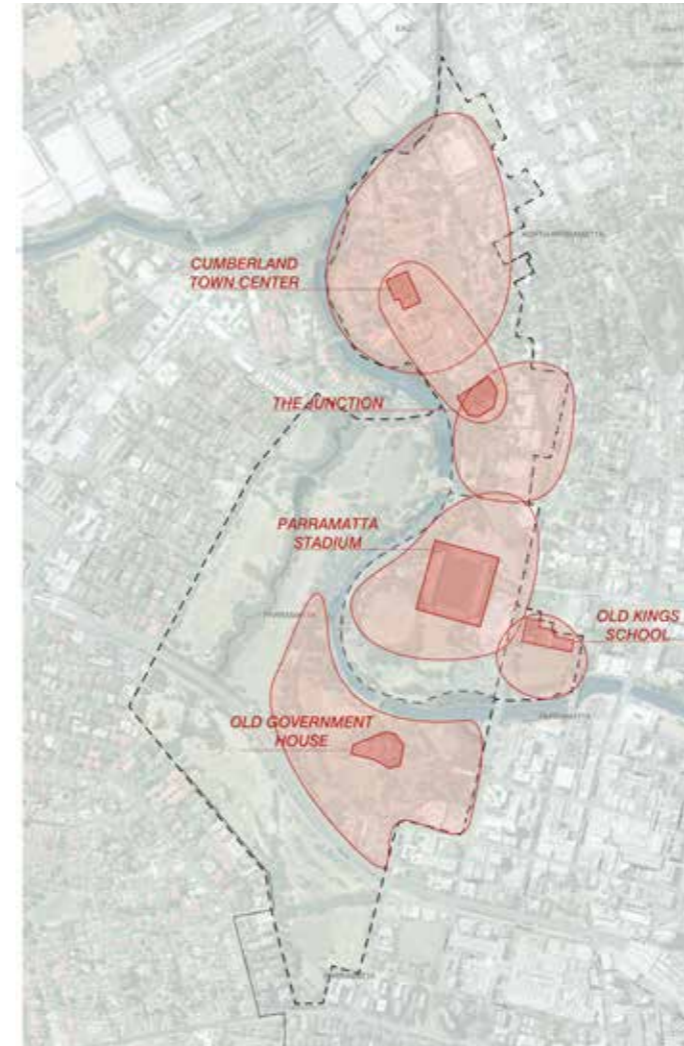 CUMBERLAND
TOWN CENTER
THE JUNCTION
PARRAMATTA
STADIUM
OLD KINGS
SCHOOL
OLD GOVERNMENT
HOUSE